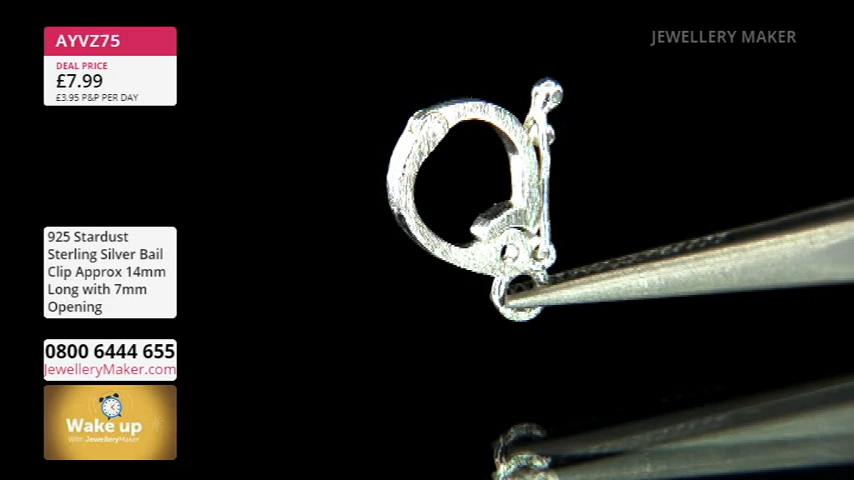 AYVZ75
DEAL PRICE
£7.99
£3.95 P&P PER DAY
JEWELLERY MAKER
925 Stardust
Sterling Silver Bail
Clip Approx 14mm
Long with 7mm
Opening
0800 6444 655
JewelleryMaker.com
Wake up
With JewelleryMaker